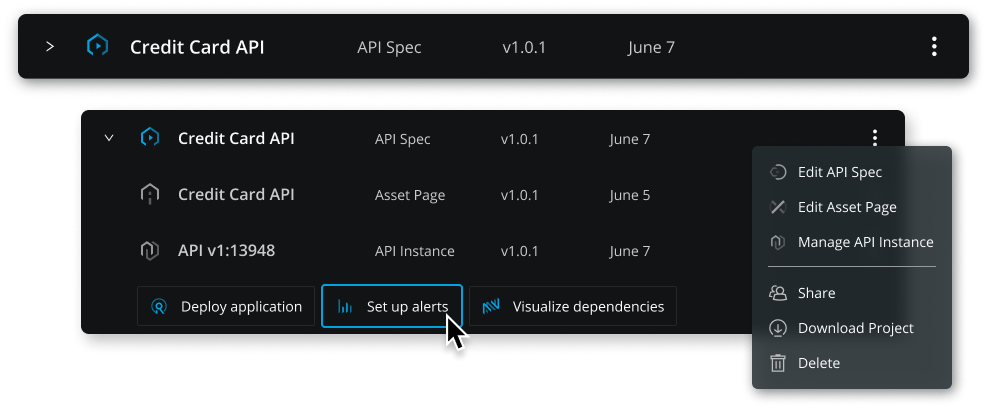 Credit Card API API Spec v1.0.1 June 7
Credit Card API API Spec v1.0.1 June 7
Credit Card API Asset Page v1.0.1 June 5
API v1:13948 API Instance v1.0.1 June 7
Deploy application Set up alerts Visualize dependencies
Edit API Spec
Edit Asset Page
Manage API Instance
Share
Download Project
Delete